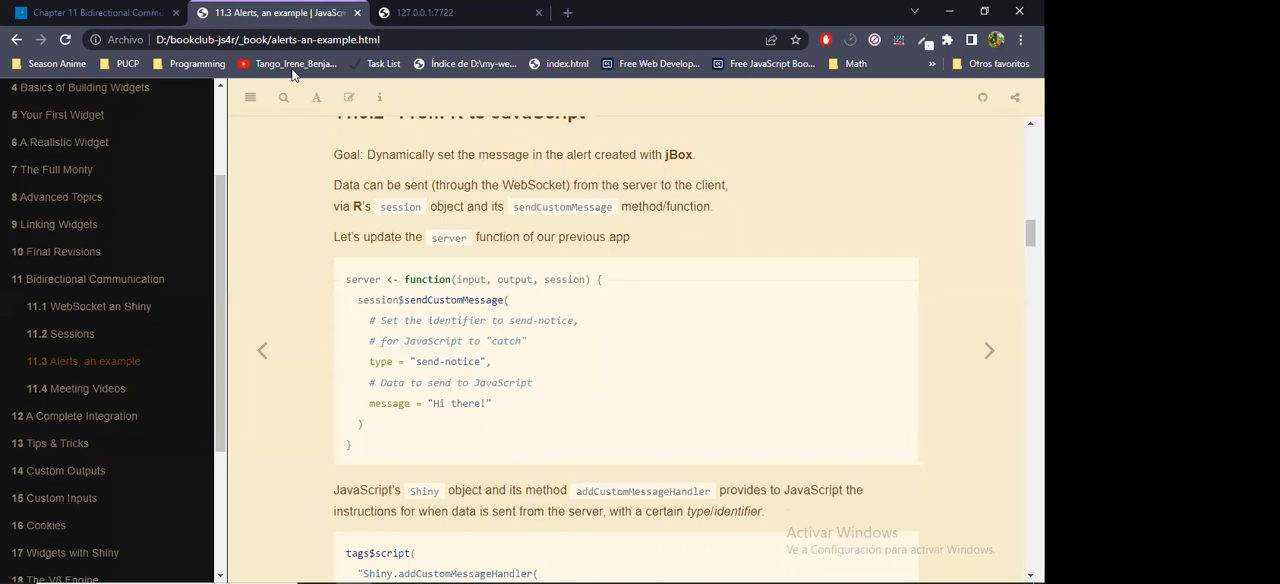 Chapter 11 Bidirectional Commu
11.3 Alerts, an example | JavaScri
127.0.0.1:7722
Archivo
D:/bookclub-js4r/_book/alerts-an-example.html
Season Anime
PUCP
Programming
Tango_Irene_Benja...
Task List
Índice de D:\my-we...
index.html
Free Web Develop...
Free JavaScript Boo...
Math
»
Otros favoritos
4 Basics of Building Widgets
5 Your First Widget
6 A Realistic Widget
7 The Full Monty
8 Advanced Topics
9 Linking Widgets
10 Final Revisions
11 Bidirectional Communication
11.1 WebSocket an Shiny
11.2 Sessions
11.3 Alerts, an example
11.4 Meeting Videos
12 A Complete Integration
13 Tips & Tricks
14 Custom Outputs
15 Custom Inputs
16 Cookies
17 Widgets with Shiny
18 The V8 Engine
Goal: Dynamically set the message in the alert created with jBox.
Data can be sent (through the WebSocket) from the server to the client,
via R's session object and its sendCustomMessage method/function.
Let's update the server function of our previous app
server <- function(input, output, session) {
session$sendCustomMessage(
# Set the identifier to send-notice,
# for JavaScript to "catch"
type = "send-notice",
# Data to send to JavaScript
message = "Hi there!"
)
}
JavaScript's Shiny object and its method addCustomMessageHandler provides to JavaScript the
instructions for when data is sent from the server, with a certain type/identifier.
tags$script(
"Shiny.addCustomMessageHandler(
Activar Windows
Ve a Configuración para activar Windows.